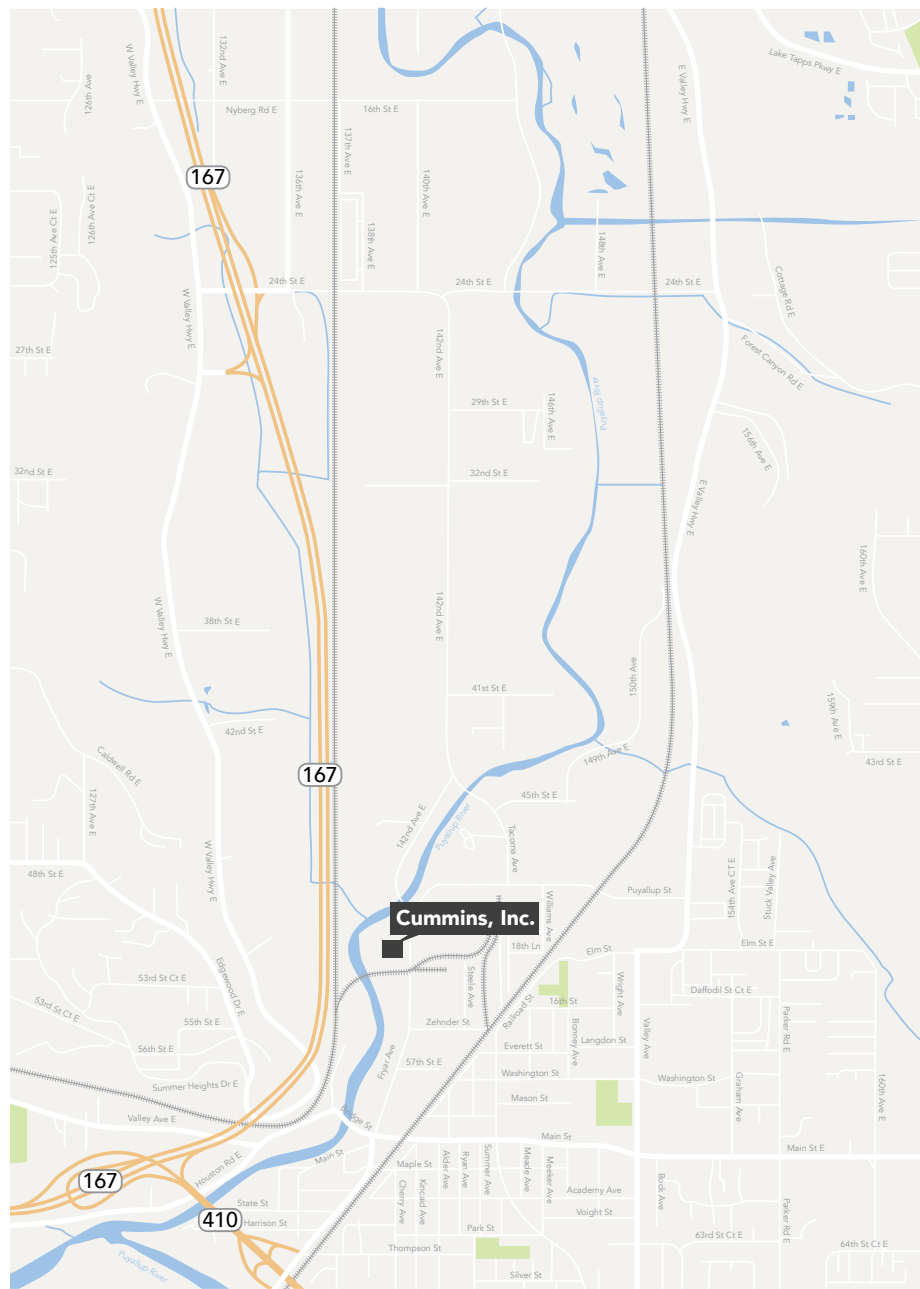 132nd Ave E
W Valley Hwy E
Lake Tapps Pkwy E
E Valley Hwy E
126th Ave
Nyberg Rd E
16th St E
137th Ave E
167
136th Ave E
140th Ave E
125th Ave Ct E
126th Ave Ct E
138th Ave E
148th Ave E
24th St E
24th St E
24th St E
Cottage Rd E
W Valley Hwy E
27th St E
142nd Ave E
Forest Canyon Rd E
Puyallup River
29th St E
146th Ave E
156th Ave E
32nd St E
32nd St E
E Valley Hwy E
160th Ave E
W Valley Hwy E
38th St E
142nd Ave E
150th Ave
41st St E
159th Ave E
42nd St E
Caldwell Rd E
149th Ave E
43rd St E
167
127th Ave E
45th St E
142nd Ave E
Puyallup River
Tacoma Ave
W Valley Hwy E
48th St E
Puyallup St
154th Ave C T E
Stuck Valley Ave
Williams Ave
Cummins, Inc.
18th Ln
Elm St
Elm St E
53rd St Ct E
Edgewood Dr E
Steele Ave
Wright Ave
Daffodil St Ct E
53rd St Ct E
16th St
Railroad St
55th St E
Zehnder St
Bonney Ave
Langdon St
Valley Ave
Parker Rd E
56th St E
Everett St
Fryar Ave
57th St E
Washington St
Washington St
Graham Ave
160th Ave E
Summer Heights Dr E
Mason St
Valley Ave E
Bridge St
Main St
Main St E
Houston Rd E
Main St
Maple St
Alder Ave
Ryan Ave
Summer Ave
Meade Ave
Meeker Ave
167
Cherry Ave
Kincaid Ave
Academy Ave
Bock Ave
State St
Voight St
Parker Rd E
410
Harrison St
Park St
63rd St Ct E
64th St Ct E
Thompson St
Puyallup River
Silver St